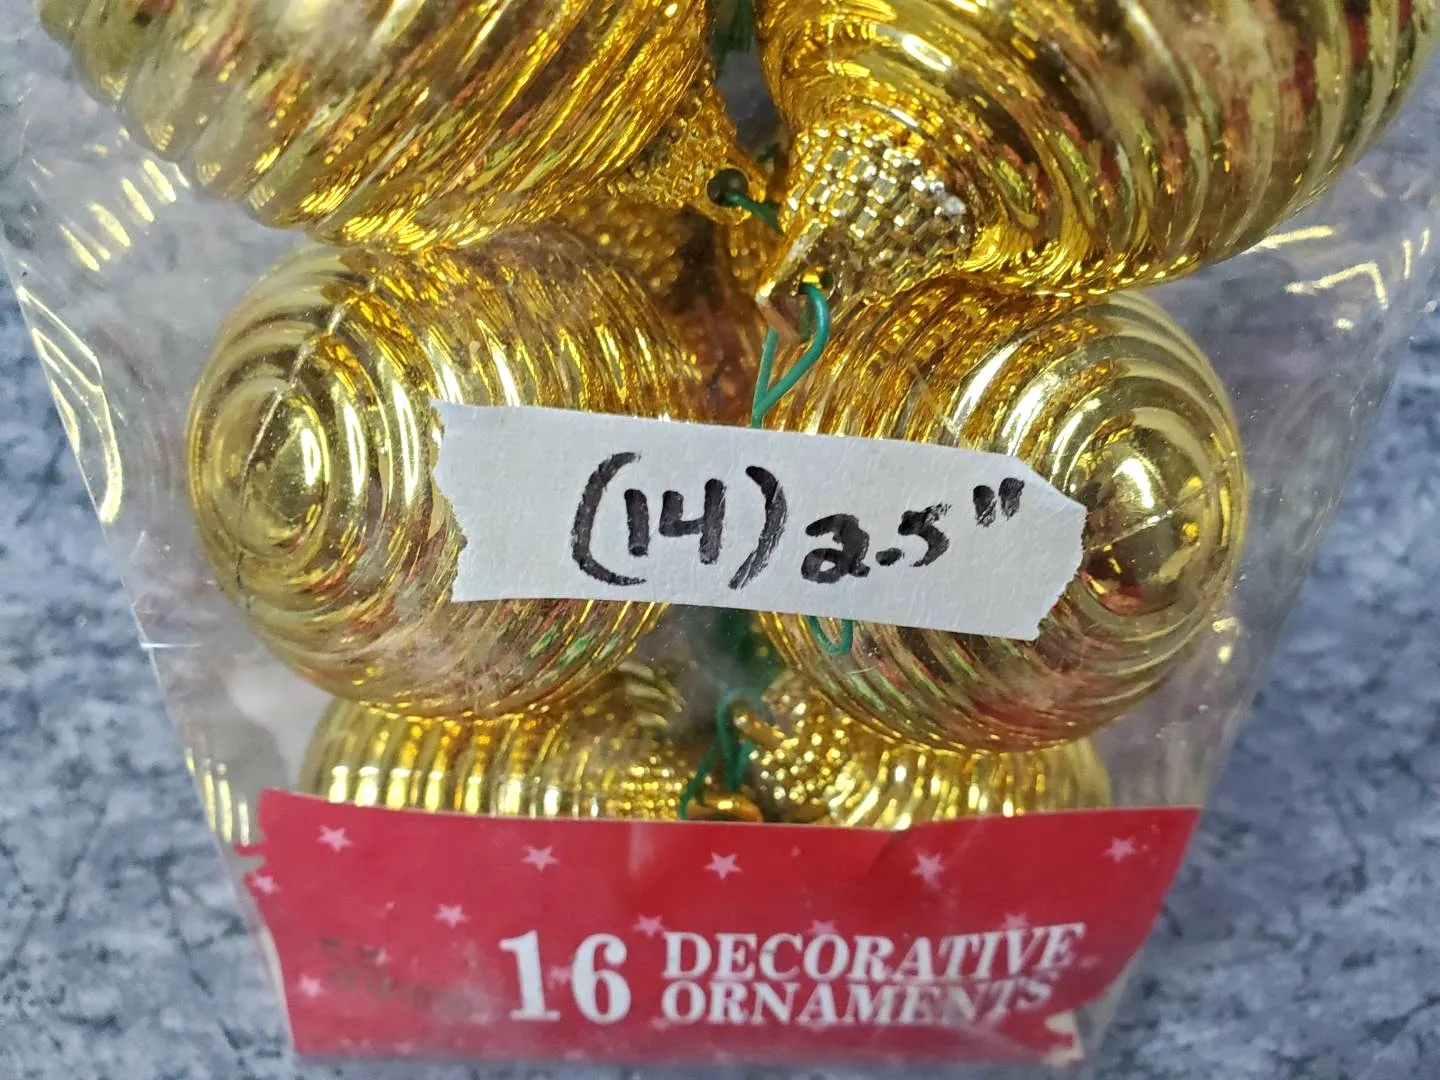 (14) 2.5"
16 DECORATIVE
ORNAMENTS